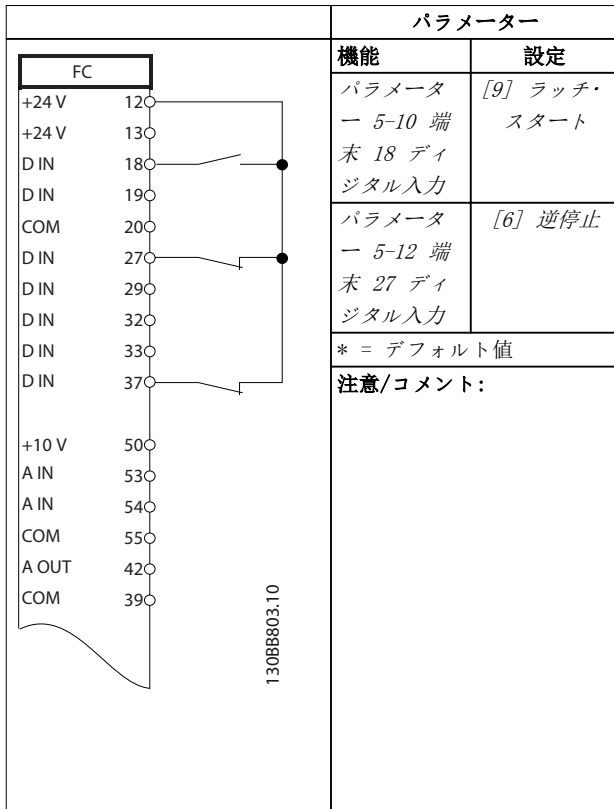 パラメーター
機能 設定
パラメータ
ー 5-10 端
末 18 ディ
ジタル入力
[9] ラッチ・
スタート
パラメータ
ー 5-12 端
末 27 ディ
ジタル入力
[6] 逆停止
* = デフォルト値
注意/コメント:
FC
+24 V 12
+24 V 13
D IN 18
D IN 19
COM 20
D IN 27
D IN 29
D IN 32
D IN 33
D IN 37
+10 V 50
A IN 53
A IN 54
COM 55
A OUT 42
COM 39
130BB803.10